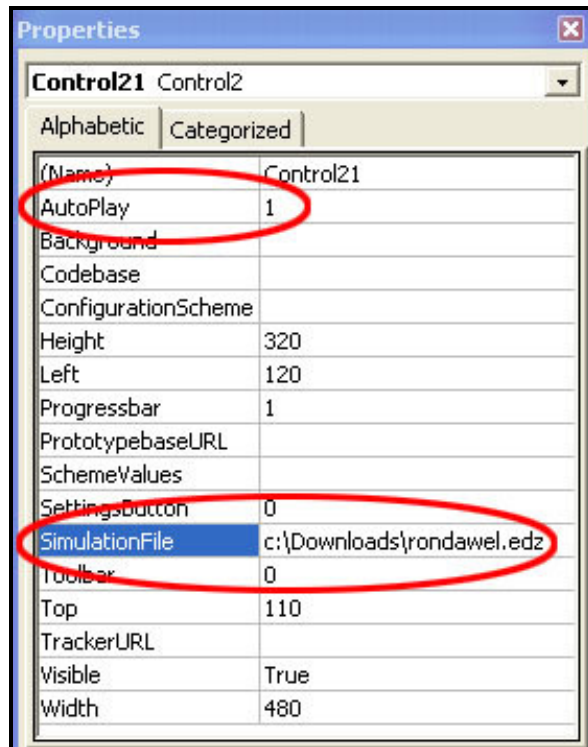 Properties
Control21 Control2
Alphabetic Categorized
(Name) Control21
AutoPlay 1
Background
Codebase
ConfigurationScheme
Height 320
Left 120
Progressbar 1
PrototypebaseURL
SchemeValues
SettingsButton 0
SimulationFile c:\Downloads\rondawel.edz
Toolbar 0
Top 110
TrackerURL
Visible True
Width 480